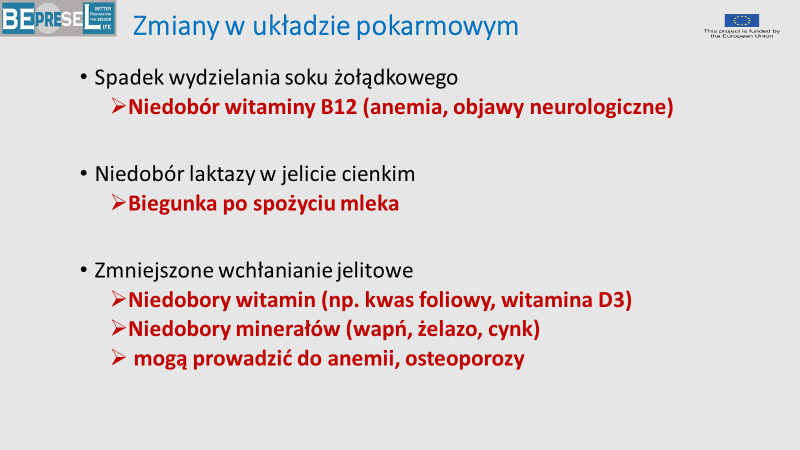 BEPRESEL
BETTER
PREPARATION
FOR SENIOR
LIFE
Zmiany w układzie pokarmowym
This project is funded by
the European Union
• Spadek wydzielania soku żołądkowego
➢Niedobór witaminy B12 (anemia, objawy neurologiczne)
• Niedobór laktazy w jelicie cienkim
➢Biegunka po spożyciu mleka
• Zmniejszone wchłanianie jelitowe
➢Niedobory witamin (np. kwas foliowy, witamina D3)
➢Niedobory minerałów (wapń, żelazo, cynk)
➢ mogą prowadzić do anemii, osteoporozy